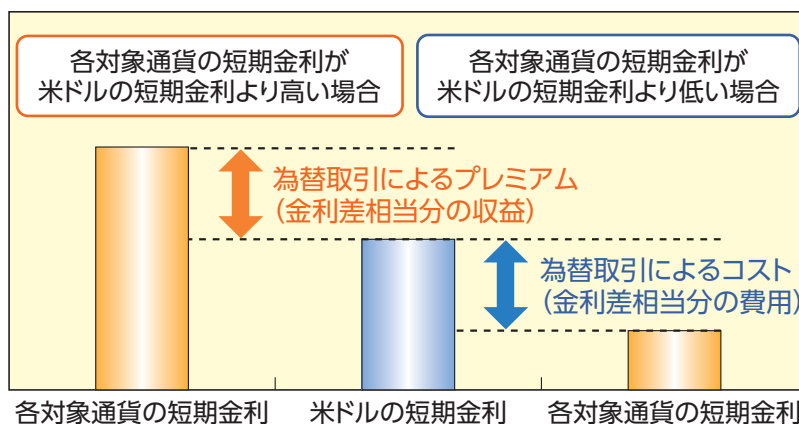 各対象通貨の短期金利が
米ドルの短期金利より高い場合
各対象通貨の短期金利が
米ドルの短期金利より低い場合
為替取引によるプレミアム
(金利差相当分の収益)
為替取引によるコスト
(金利差相当分の費用)
各対象通貨の短期金利
米ドルの短期金利
各対象通貨の短期金利